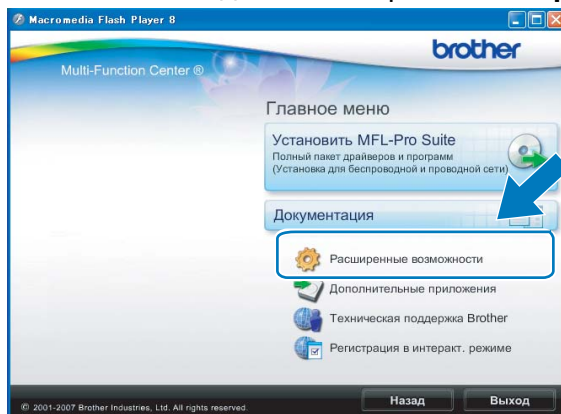 Macromedia Flash Player 8
brother
Multi-Function Center ®
Главное меню
Установить MFL-Pro Suite
Полный пакет драйверов и программ
(Установка для беспроводной и проводной сети)
Документация
Расширенные возможности
Дополнительные приложения
Техническая поддержка Brother
Регистрация в интеракт. режиме
© 2001-2007 Brother Industries, Ltd. All rights reserved.
Назад
Выход